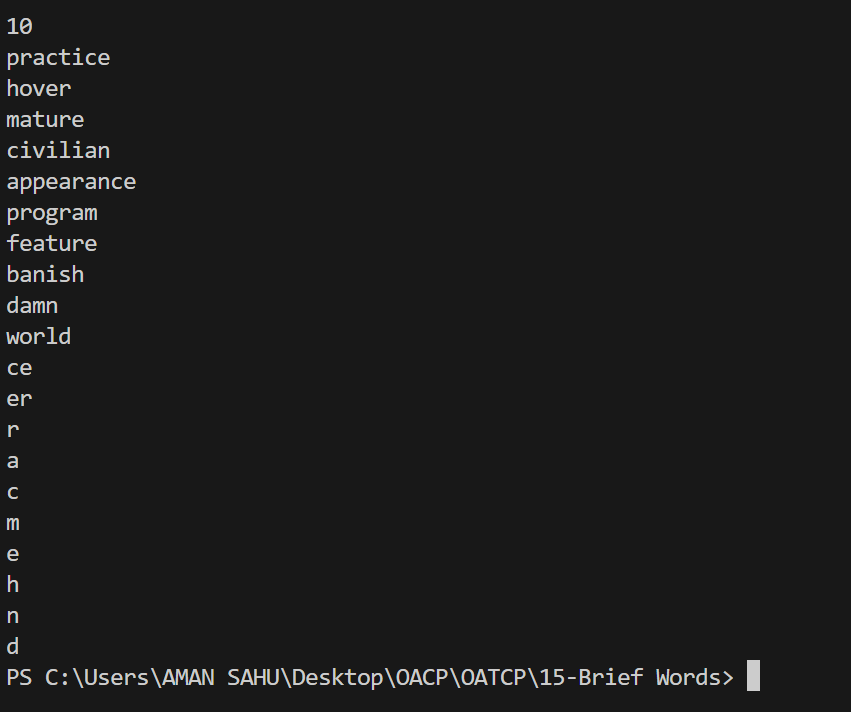 10
practice
hover
mature
civilian
appearance
program
feature
banish
damn
world
ce
er
r
a
c
m
e
h
n
d
PS C:\Users\AMAN SAHU\Desktop\OACP\OATCP\15-Brief Words>